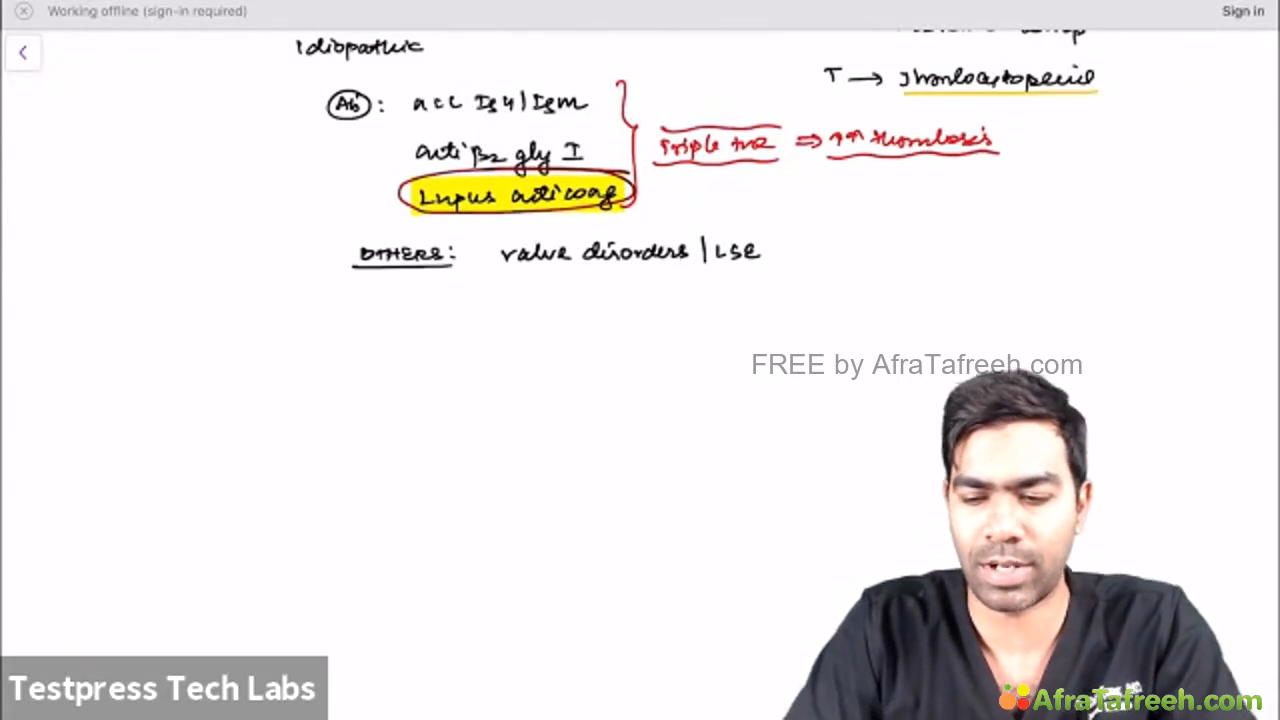 Working offline (sign-in required)
Sign in
Idiopathic
T → Thrombocytopenia
Ab : acc IgG | IgM
anti β2 gly I
Lupus anticoag
Triple +ve ⇒ ↑↑ thrombosis
OTHERS: valve disorders | LSE
FREE by AfraTafreeh.com
Testpress Tech Labs
AfraTafreeh.com